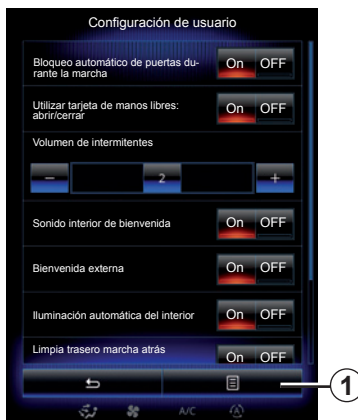 Configuración de usuario
Bloqueo automático de puertas du-
rante la marcha
On OFF
Utilizar tarjeta de manos libres:
abrir/cerrar
On OFF
Volumen de intermitentes
− 2 +
Sonido interior de bienvenida
On OFF
Bienvenida externa
On OFF
Iluminación automática del interior
On OFF
Limpia trasero marcha atrás
On OFF
1
A/C
A